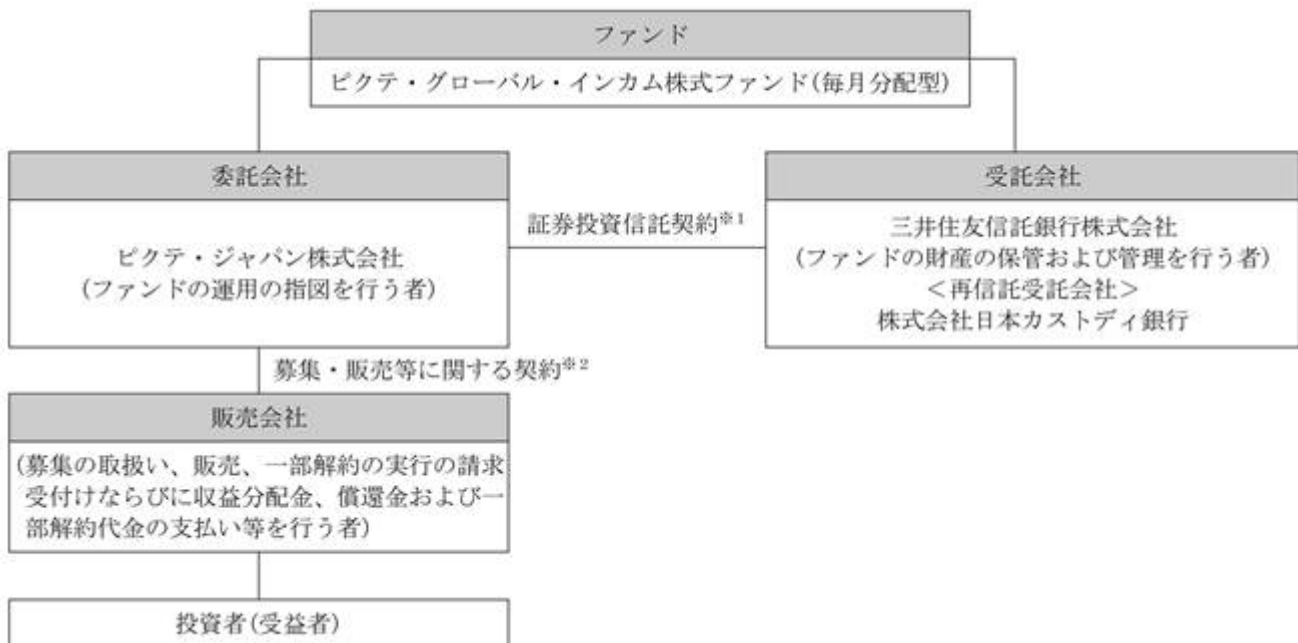 ファンド
ピクテ・グローバル・インカム株式ファンド(毎月分配型)
委託会社
ピクテ・ジャパン株式会社
(ファンドの運用の指図を行う者)
証券投資信託契約※1
受託会社
三井住友信託銀行株式会社
(ファンドの財産の保管および管理を行う者)
＜再信託受託会社＞
株式会社日本カストディ銀行
募集・販売等に関する契約※2
販売会社
(募集の取扱い、販売、一部解約の実行の請求
受付けならびに収益分配金、償還金および一
部解約代金の支払い等を行う者)
投資者(受益者)